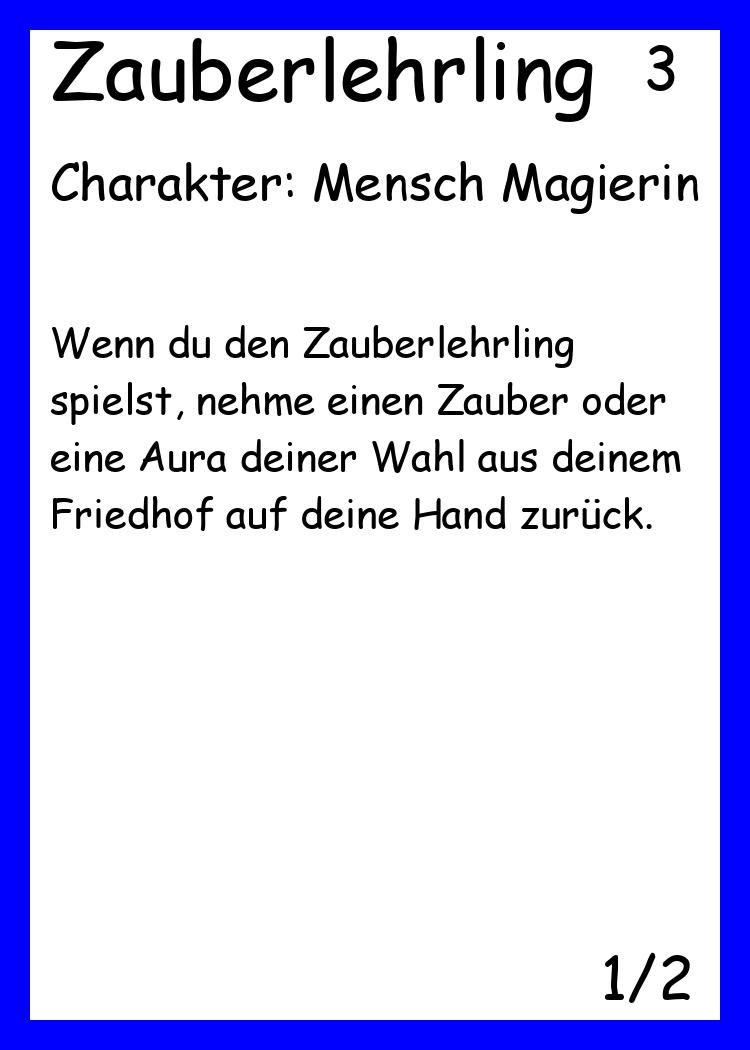 Zauberlehrling 3
Charakter: Mensch Magierin
Wenn du den Zauberlehrling
spielst, nehme einen Zauber oder
eine Aura deiner Wahl aus deinem
Friedhof auf deine Hand zurück.
1/2